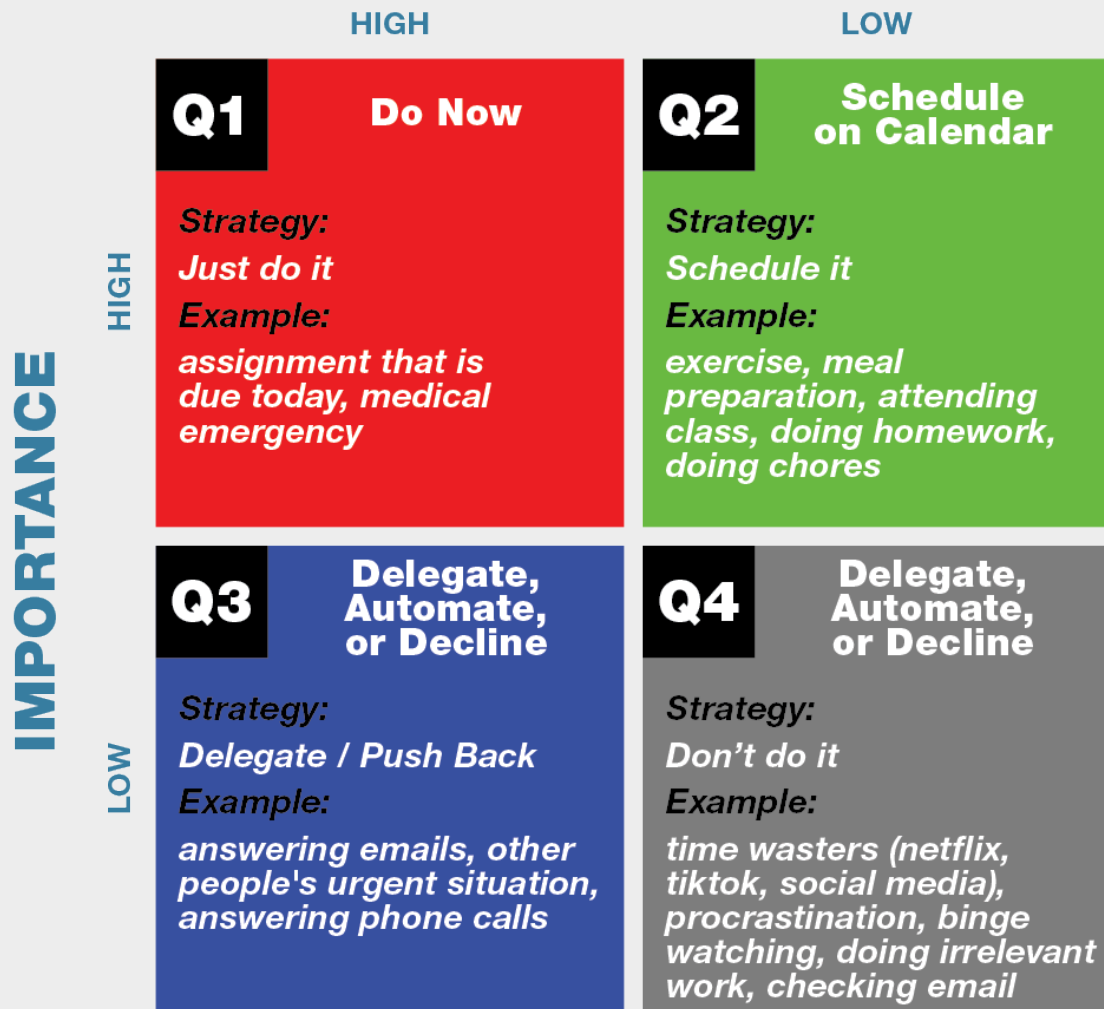 HIGH
LOW
IMPORTANCE
HIGH
Q1
Do Now
Strategy:
Just do it
Example:
assignment that is
due today, medical
emergency
Q2
Schedule
on Calendar
Strategy:
Schedule it
Example:
exercise, meal
preparation, attending
class, doing homework,
doing chores
LOW
Q3
Delegate,
Automate,
or Decline
Strategy:
Delegate / Push Back
Example:
answering emails, other
people's urgent situation,
answering phone calls
Q4
Delegate,
Automate,
or Decline
Strategy:
Don’t do it
Example:
time wasters (netflix,
tiktok, social media),
procrastination, binge
watching, doing irrelevant
work, checking email